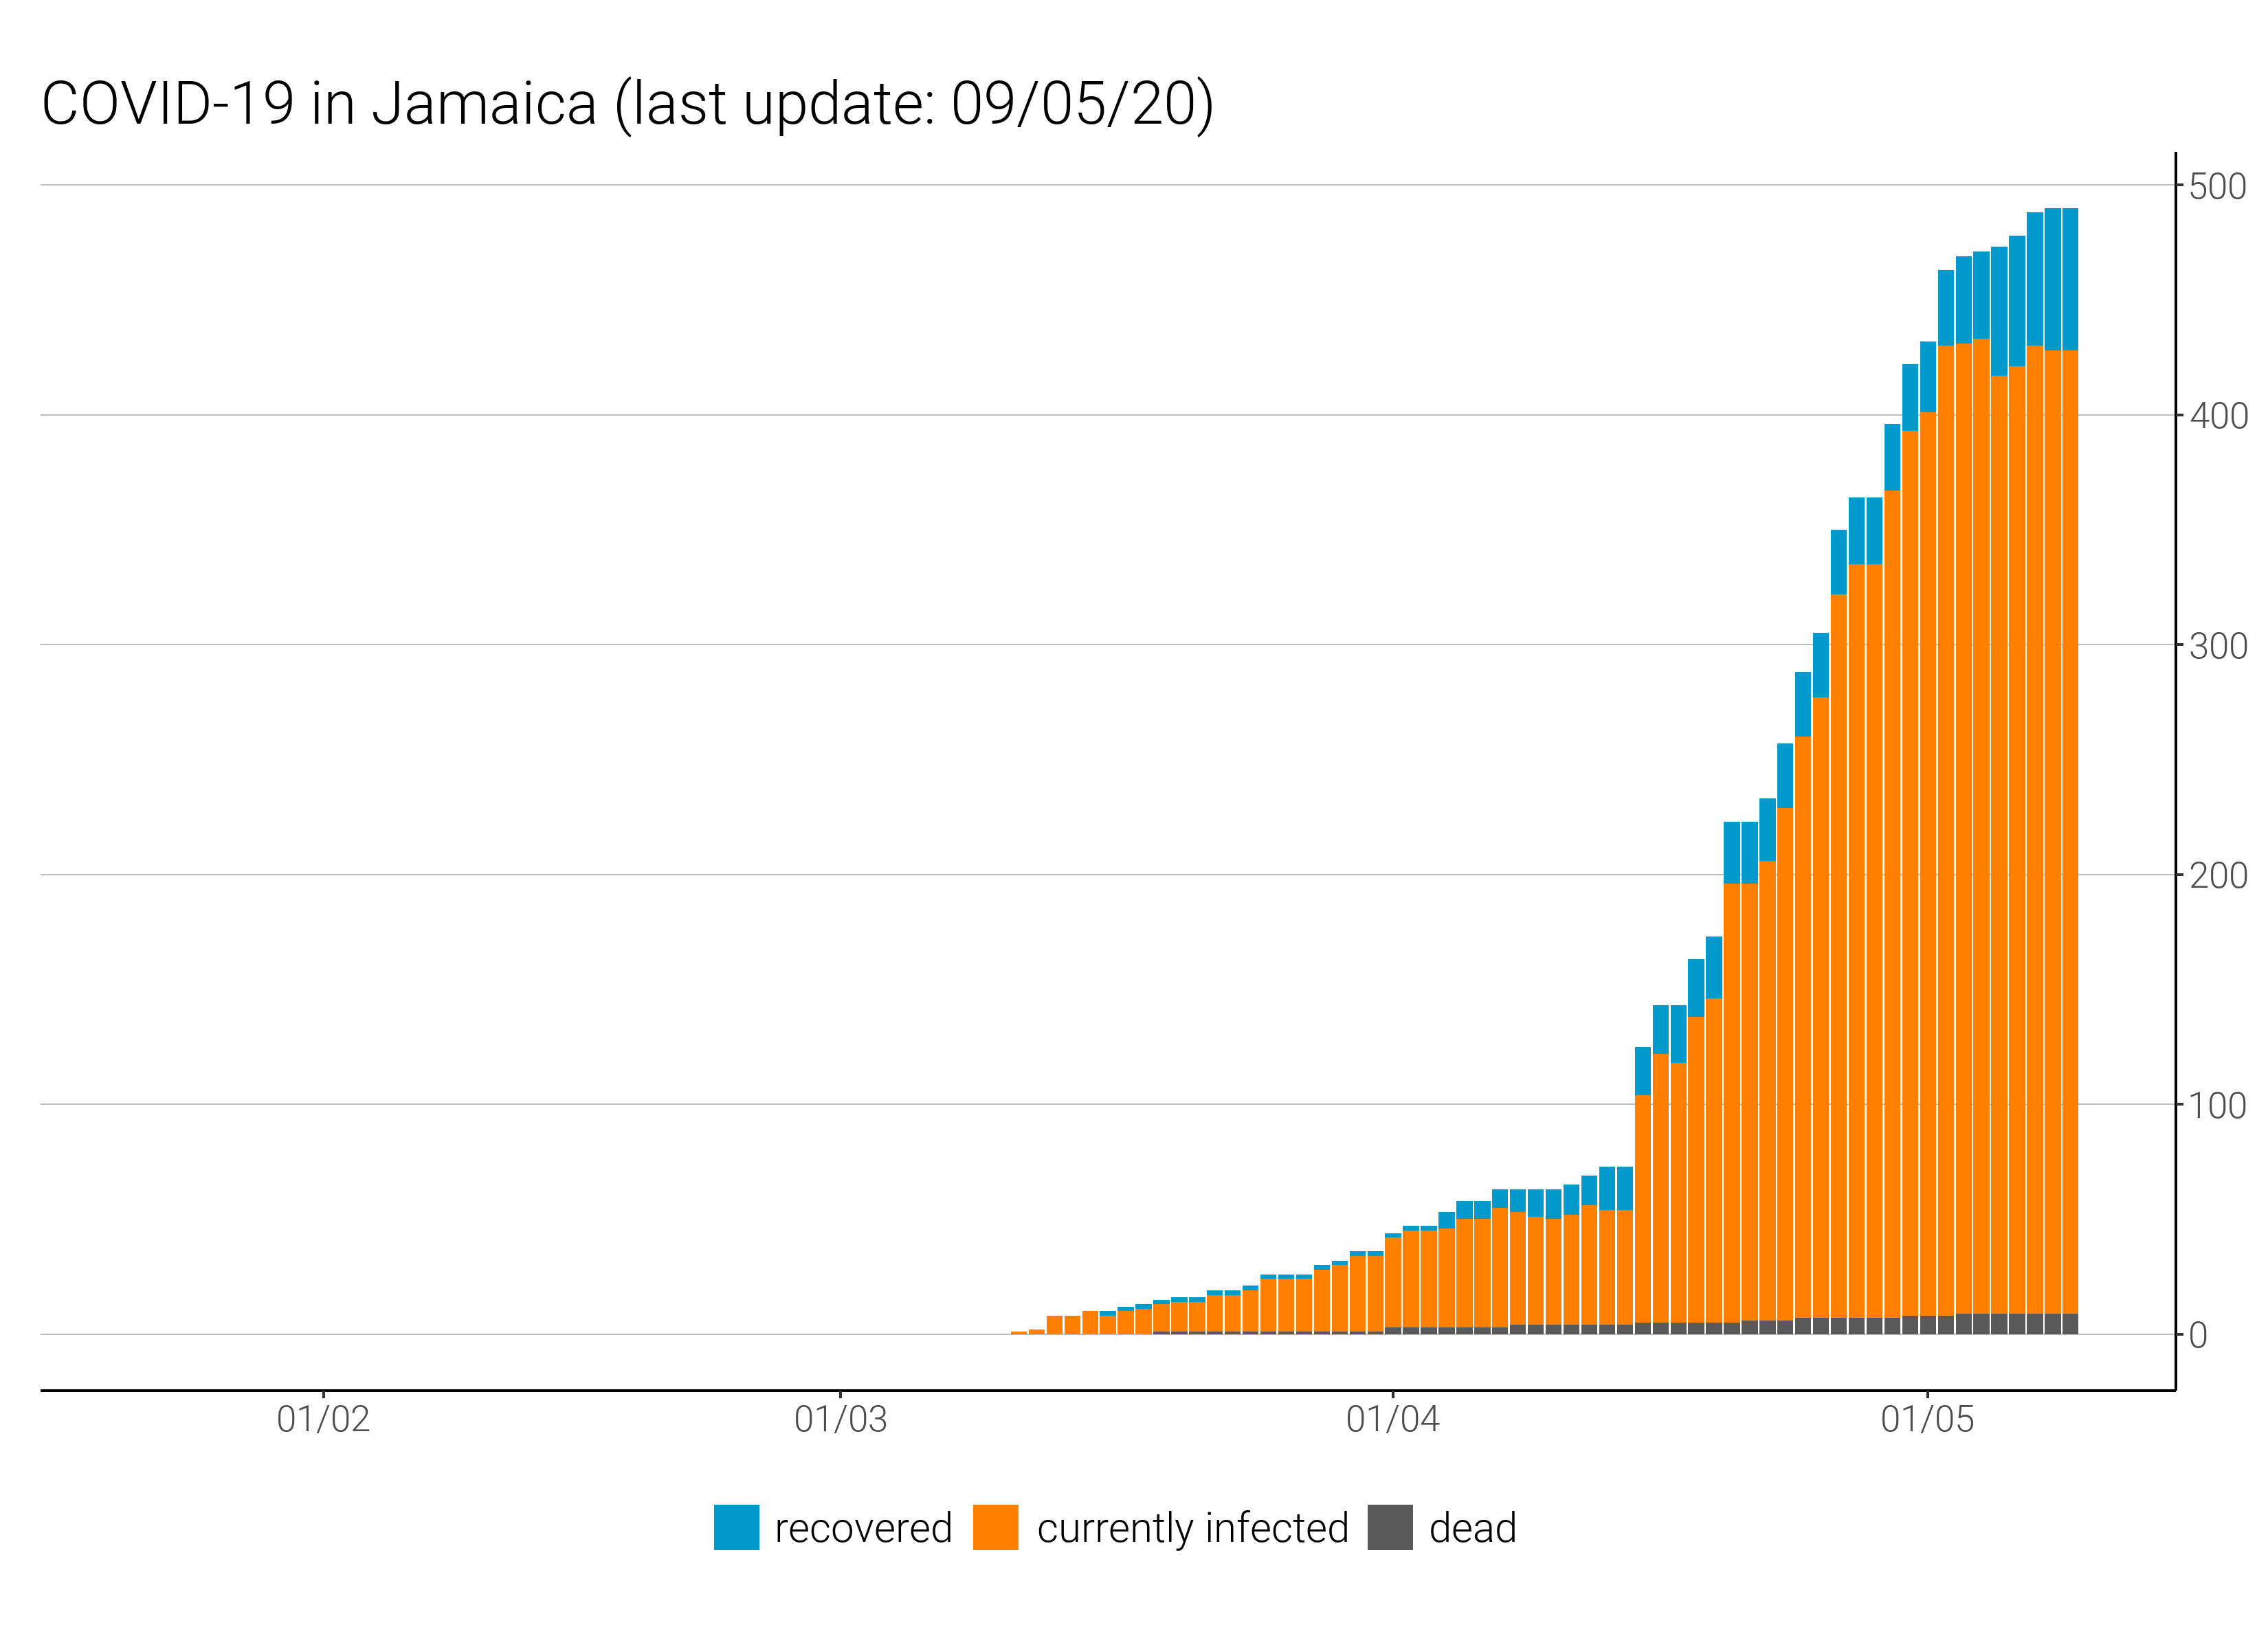 COVID-19 in Jamaica (last update: 09/05/20)
500
400
300
200
100
0
01/02 01/03 01/04 01/05
recovered currently infected dead